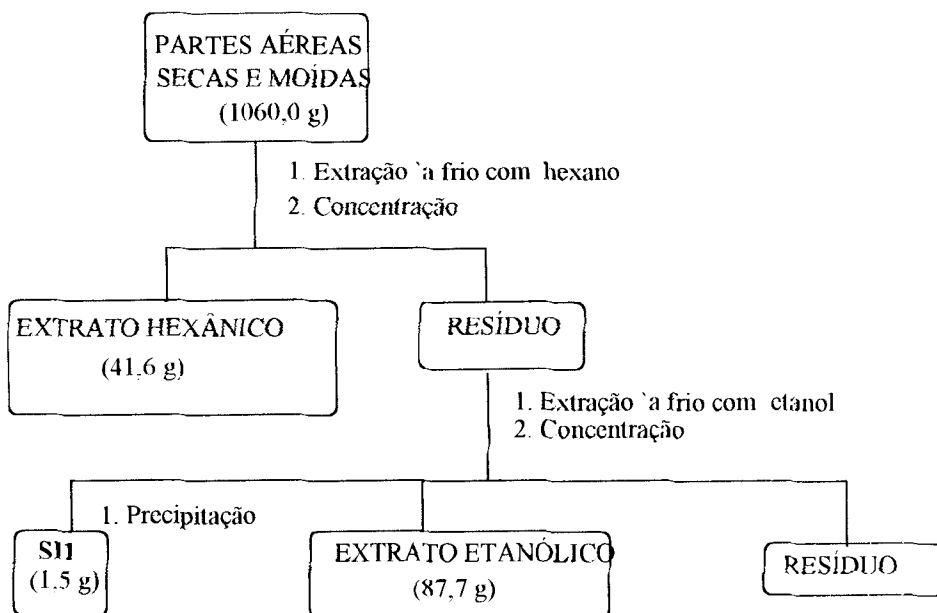 PARTES AÉREAS
SECAS E MOÍDAS
(1060,0 g)
1. Extração `a frio com hexano
2. Concentração
EXTRATO HEXÂNICO
(41,6 g)
RESÍDUO
1. Extração `a frio com etanol
2. Concentração
1. Precipitação
SH1
(1,5 g)
EXTRATO ETANÓLICO
(87,7 g)
RESÍDUO